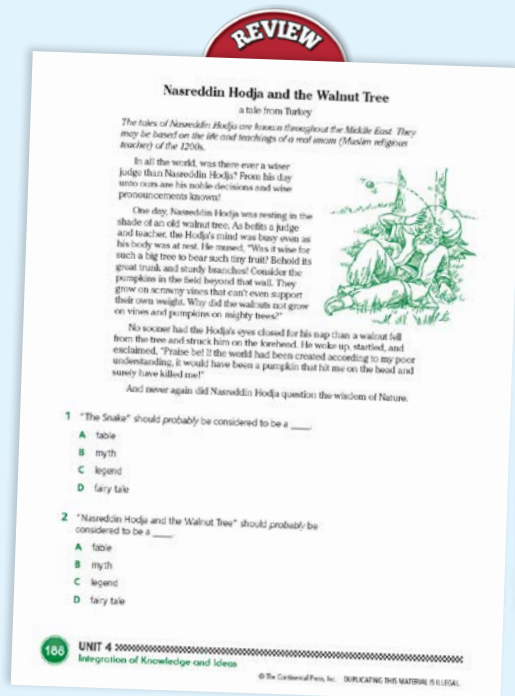 REVIEW
Nasreddin Hodja and the Walnut Tree
a tale from Turkey
The tales of Nasreddin Hodja are known throughout the Middle East. They
may be based on the life and teachings of a real imam (Muslim religious
teacher) of the 1200s.
In all the world, was there ever a wiser
judge than Nasreddin Hodja? From his day
unto ours are his noble decisions and wise
pronouncements known!
One day, Nasreddin Hodja was resting in the
shade of an old walnut tree. As befits a judge
and teacher, the Hodja's mind was busy even as
his body was at rest. He mused, "Was it wise for
such a big tree to bear such tiny fruit? Behold its
great trunk and sturdy branches! Consider the
pumpkins in the field beyond that wall. They
grow on scrawny vines that can't even support
their own weight. Why did the walnuts not grow
on vines and pumpkins on mighty trees?"
No sooner had the Hodja's eyes closed for his nap than a walnut fell
from the tree and struck him on the forehead. He woke up, startled, and
exclaimed, "Praise be! If the world had been created according to my poor
understanding, it would have been a pumpkin that hit me on the head and
surely have killed me!"
And never again did Nasreddin Hodja question the wisdom of Nature.
1 "The Snake" should probably be considered to be a ____.
A fable
B myth
C legend
D fairy tale
2 "Nasreddin Hodja and the Walnut Tree" should probably be
considered to be a ____.
A fable
B myth
C legend
D fairy tale
188 UNIT 4
Integration of Knowledge and Ideas
© The Continental Press, Inc. DUPLICATING THIS MATERIAL IS ILLEGAL.